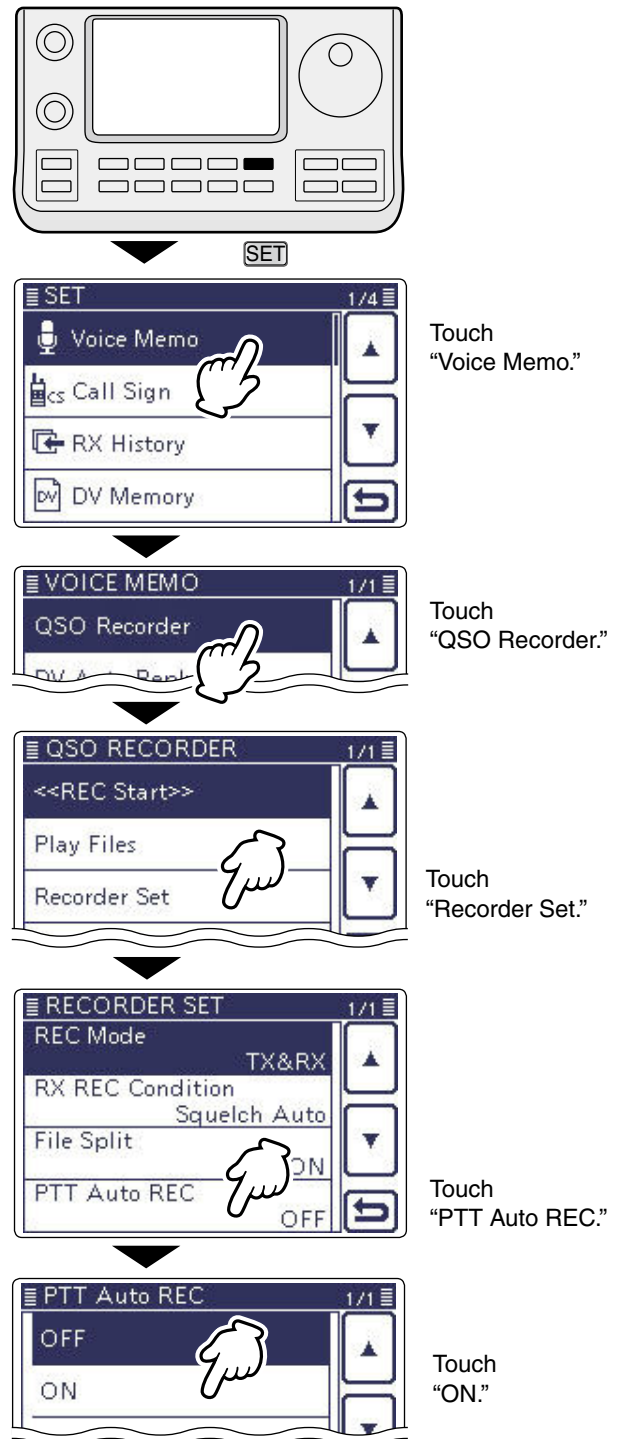 SET
SET
1/4
Voice Memo
CS Call Sign
RX History
DV DV Memory
Touch
“Voice Memo.”
VOICE MEMO
1/1
QSO Recorder
Touch
“QSO Recorder.”
QSO RECORDER
1/1
<<REC Start>>
Play Files
Recorder Set
Touch
“Recorder Set.”
RECORDER SET
1/1
REC Mode
TX&RX
RX REC Condition
Squelch Auto
File Split
ON
PTT Auto REC
OFF
Touch
“PTT Auto REC.”
PTT Auto REC
1/1
OFF
ON
Touch
“ON.”